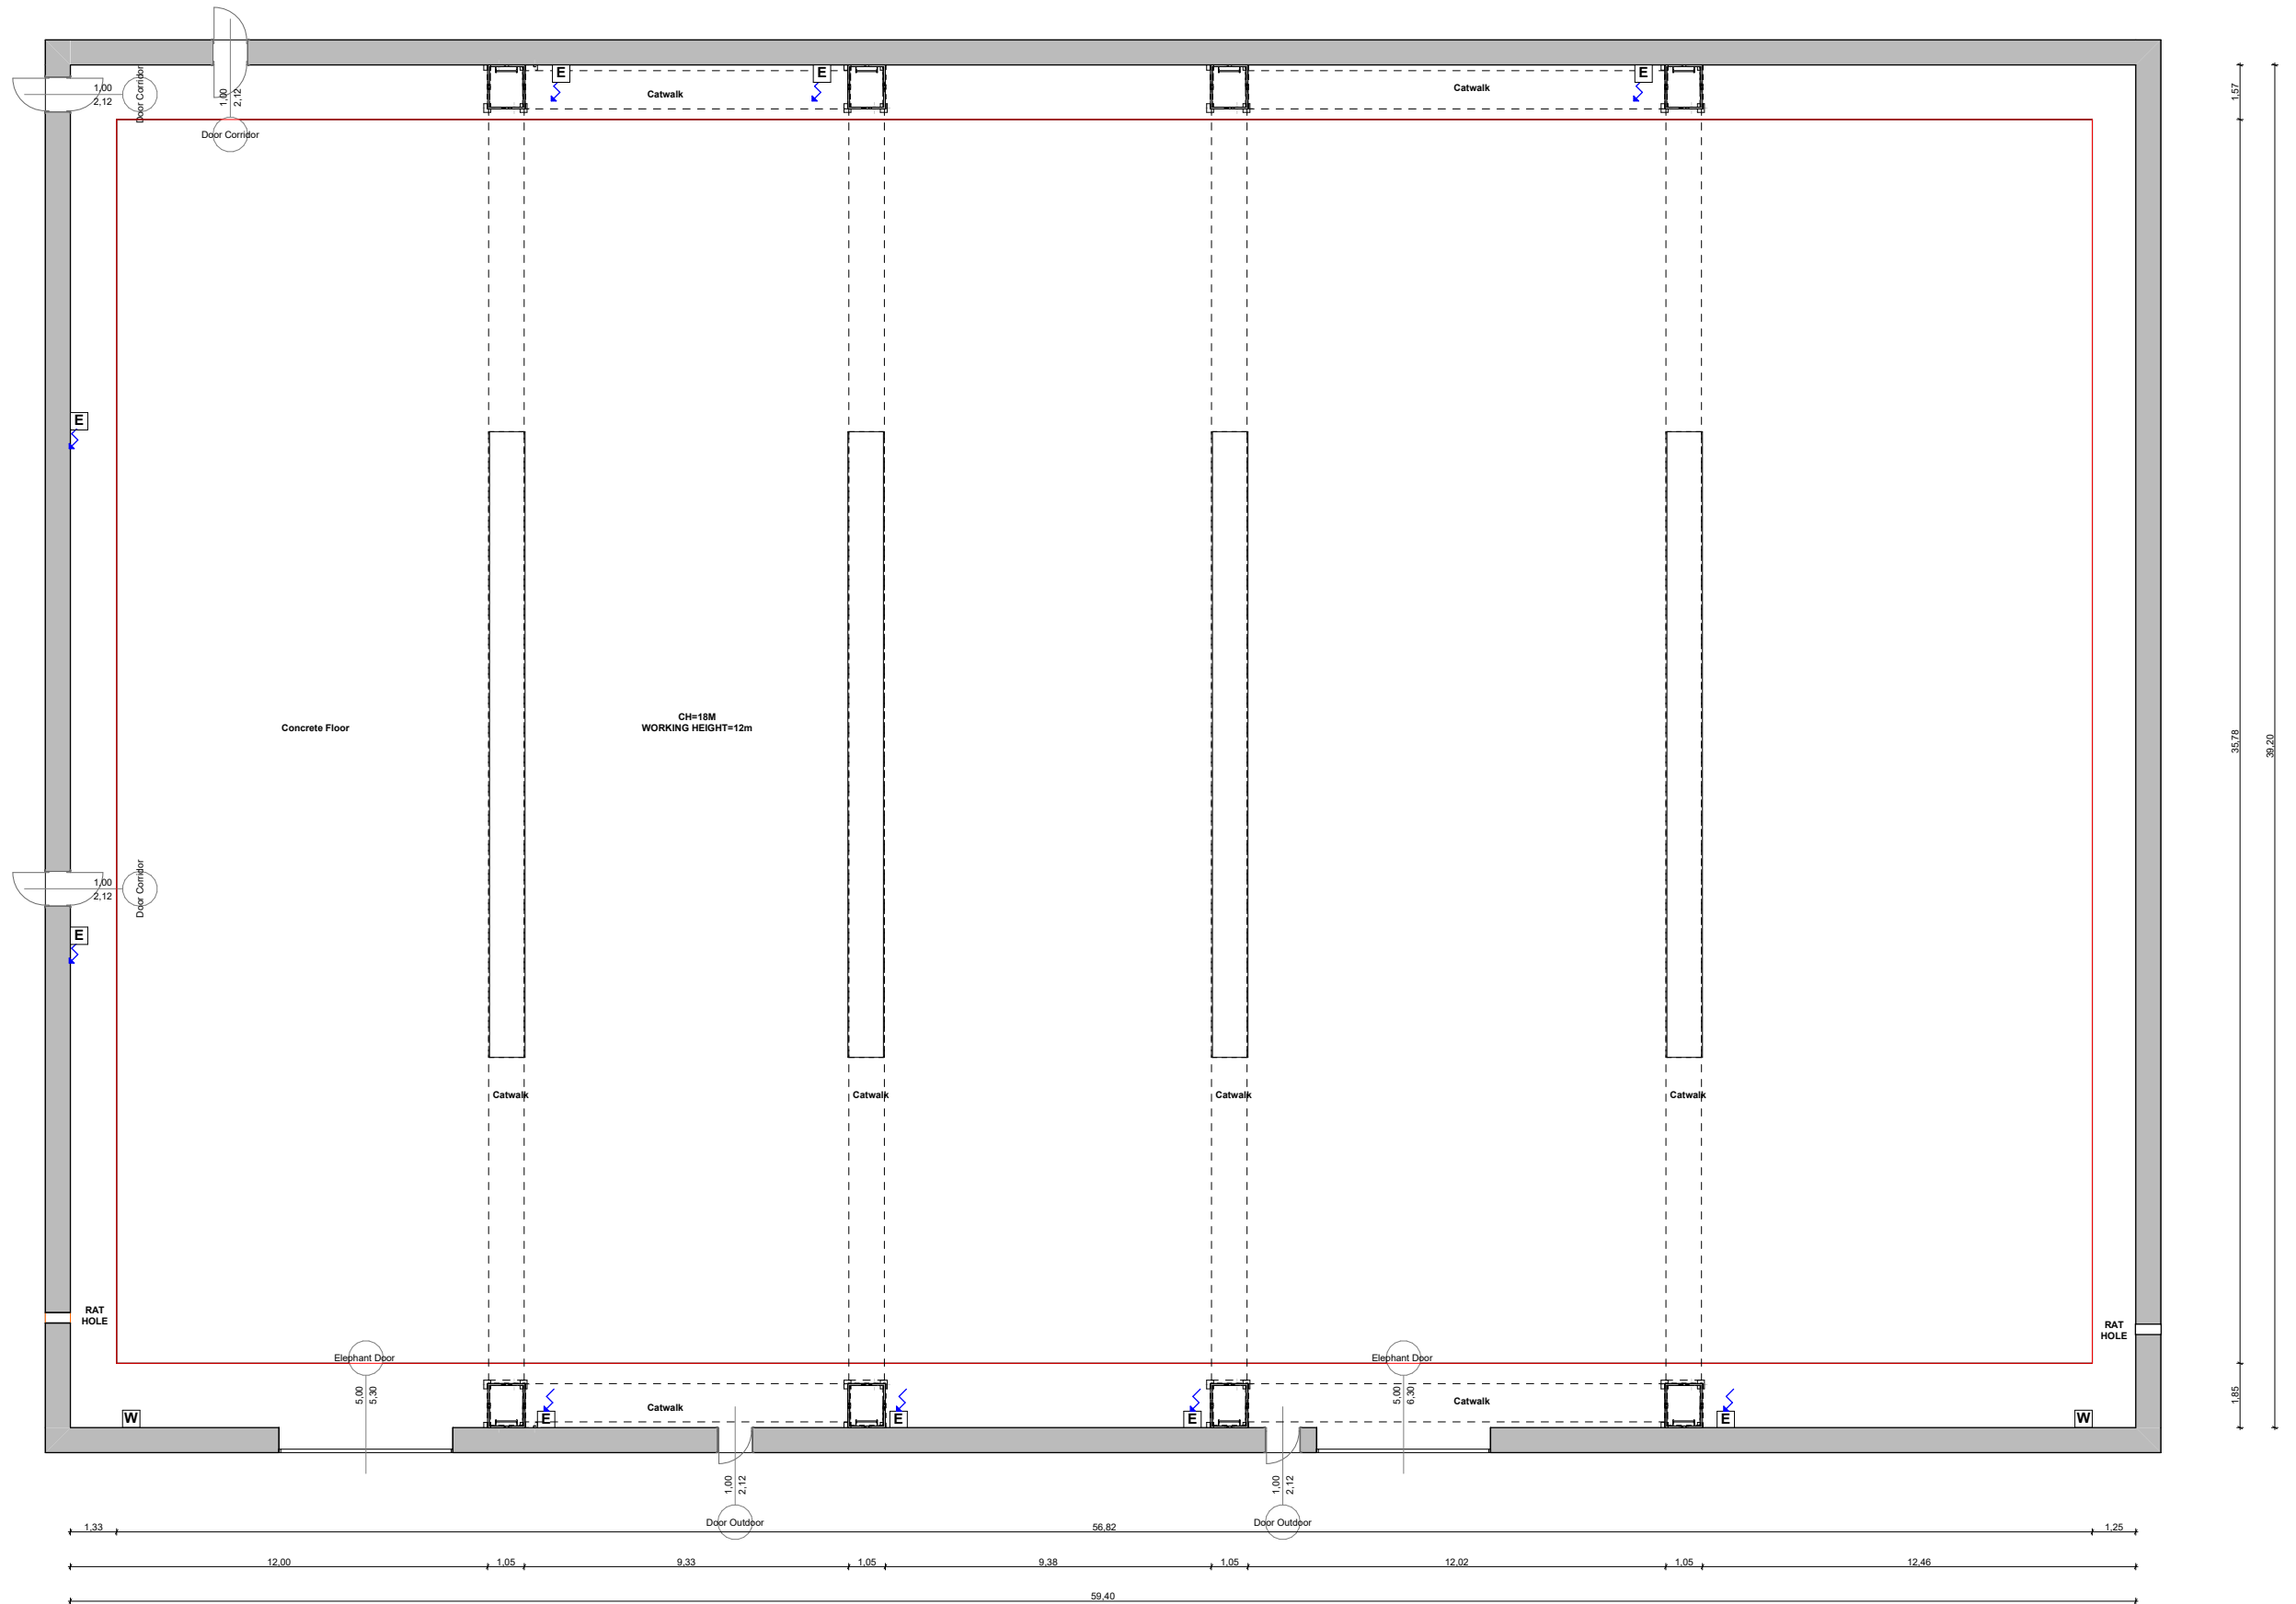 1,00
2,12
Door Corridor
1,00
2,12
Door Corridor
E
Catwalk
E
Catwalk
E
1,57
E
Concrete Floor
CH=18M
WORKING HEIGHT=12m
35,78
39,20
1,00
2,12
Door Corridor
E
Catwalk
Catwalk
Catwalk
Catwalk
RAT
HOLE
RAT
HOLE
Elephant Door
5,00
5,30
Elephant Door
5,00
6,30
1,85
W
E
Catwalk
E
E
Catwalk
E
W
1,00
2,12
Door Outdoor
1,00
2,12
Door Outdoor
1,33
56,82
1,25
12,00
1,05
9,33
1,05
9,38
1,05
12,02
1,05
12,46
59,40